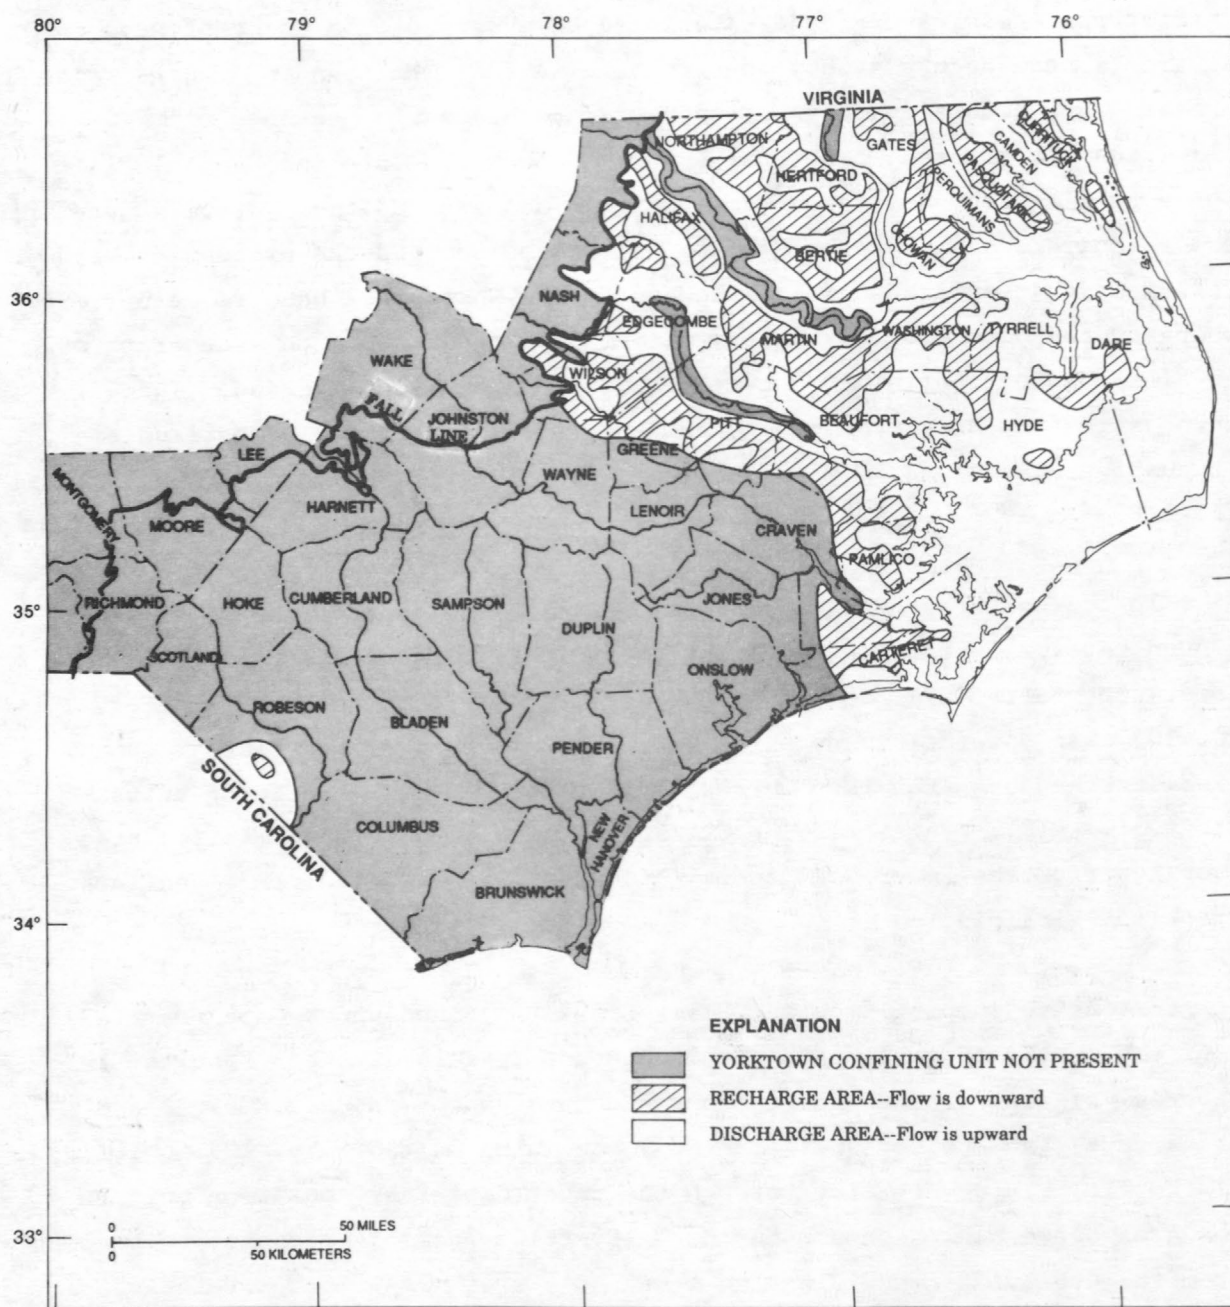 80° 79° 78° 77° 76°
VIRGINIA
NORTHAMPTON
GATES
CURRITUCK
CAMDEN
PASQUOTANK
PERQUIMANS
HERTFORD
HALIFAX
CHOWAN
BERTIE
36°
NASH
EDGECOMBE
MARTIN
WASHINGTON
TYRRELL
DARE
WAKE
WILSON
FALL
LINE
JOHNSTON
PITT
BEAUFORT
HYDE
LEE
GREENE
WAYNE
MONTGOMERY
MOORE
HARNETT
LENOIR
CRAVEN
PAMLICO
35°
RICHMOND
HOKE
CUMBERLAND
SAMPSON
JONES
DUPLIN
SCOTLAND
CARTERET
ONSLOW
ROBESON
BLADEN
PENDER
SOUTH CAROLINA
COLUMBUS
NEW
HANOVER
BRUNSWICK
34°
EXPLANATION
YORKTOWN CONFINING UNIT NOT PRESENT
RECHARGE AREA--Flow is downward
DISCHARGE AREA--Flow is upward
33°
0 50 MILES
0 50 KILOMETERS